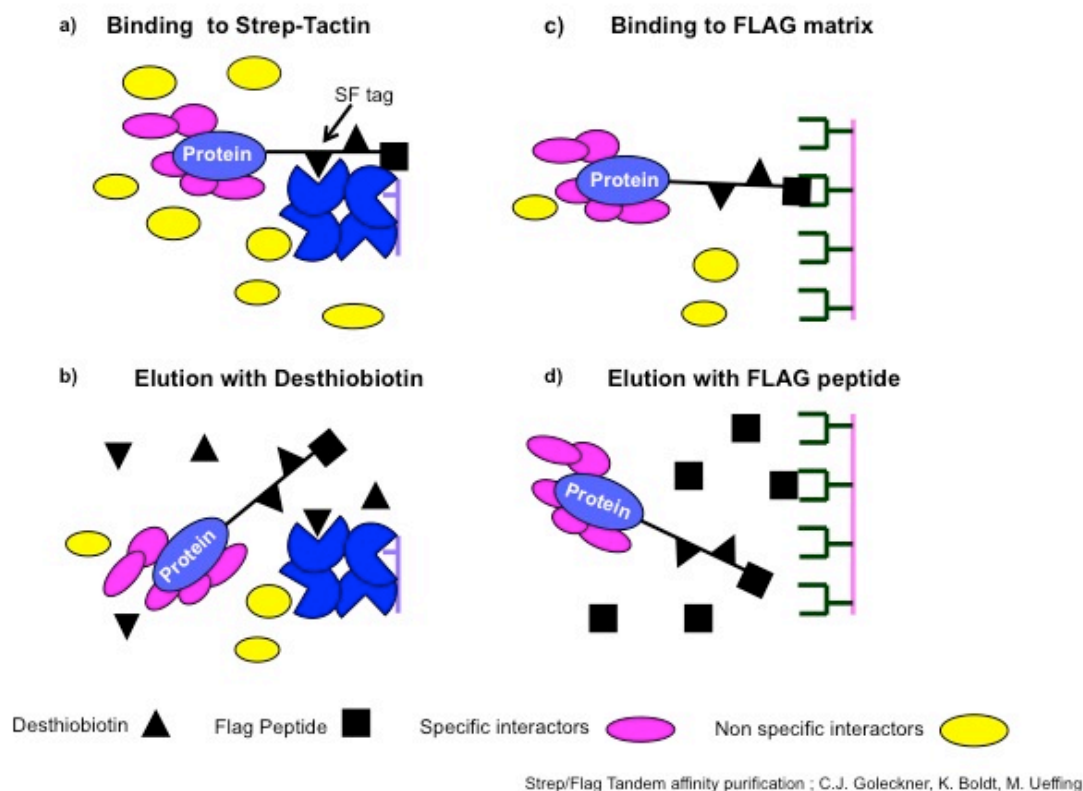 a) Binding to Strep-Tactin
SF tag
Protein
c) Binding to FLAG matrix
Protein
b) Elution with Desthiobiotin
Protein
d) Elution with FLAG peptide
Protein
Desthiobiotin
Flag Peptide
Specific interactors
Non specific interactors
Strep/Flag Tandem affinity purification ; C.J. Goleckner, K. Boldt, M. Ueffing